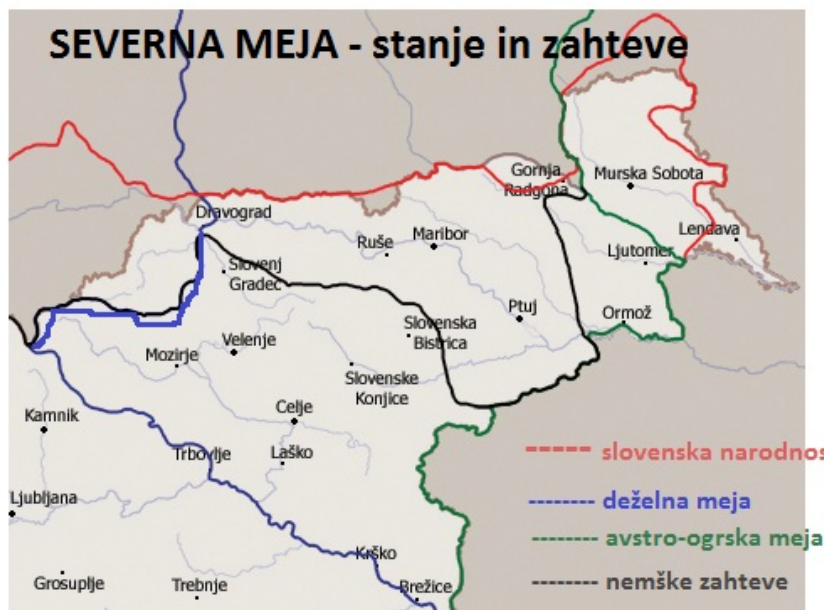 SEVERNA MEJA - stanje in zahteve
Gornja
Radgona
Murska Sobota
Dravograd
Ruše
Maribor
Ljutomer
Lendava
Slovenj
Gradec
Ptuj
Ormož
Velenje
Slovenska
Bistrica
Mozirje
Slovenske
Konjice
Kamnik
Celje
Trbovlje
Laško
------ slovenska narodnos
Ljubljana
-------- deželna meja
-------- avstro-ogrska meja
Krško
Grosuplje
Trebnje
Brežice
-------- nemške zahteve